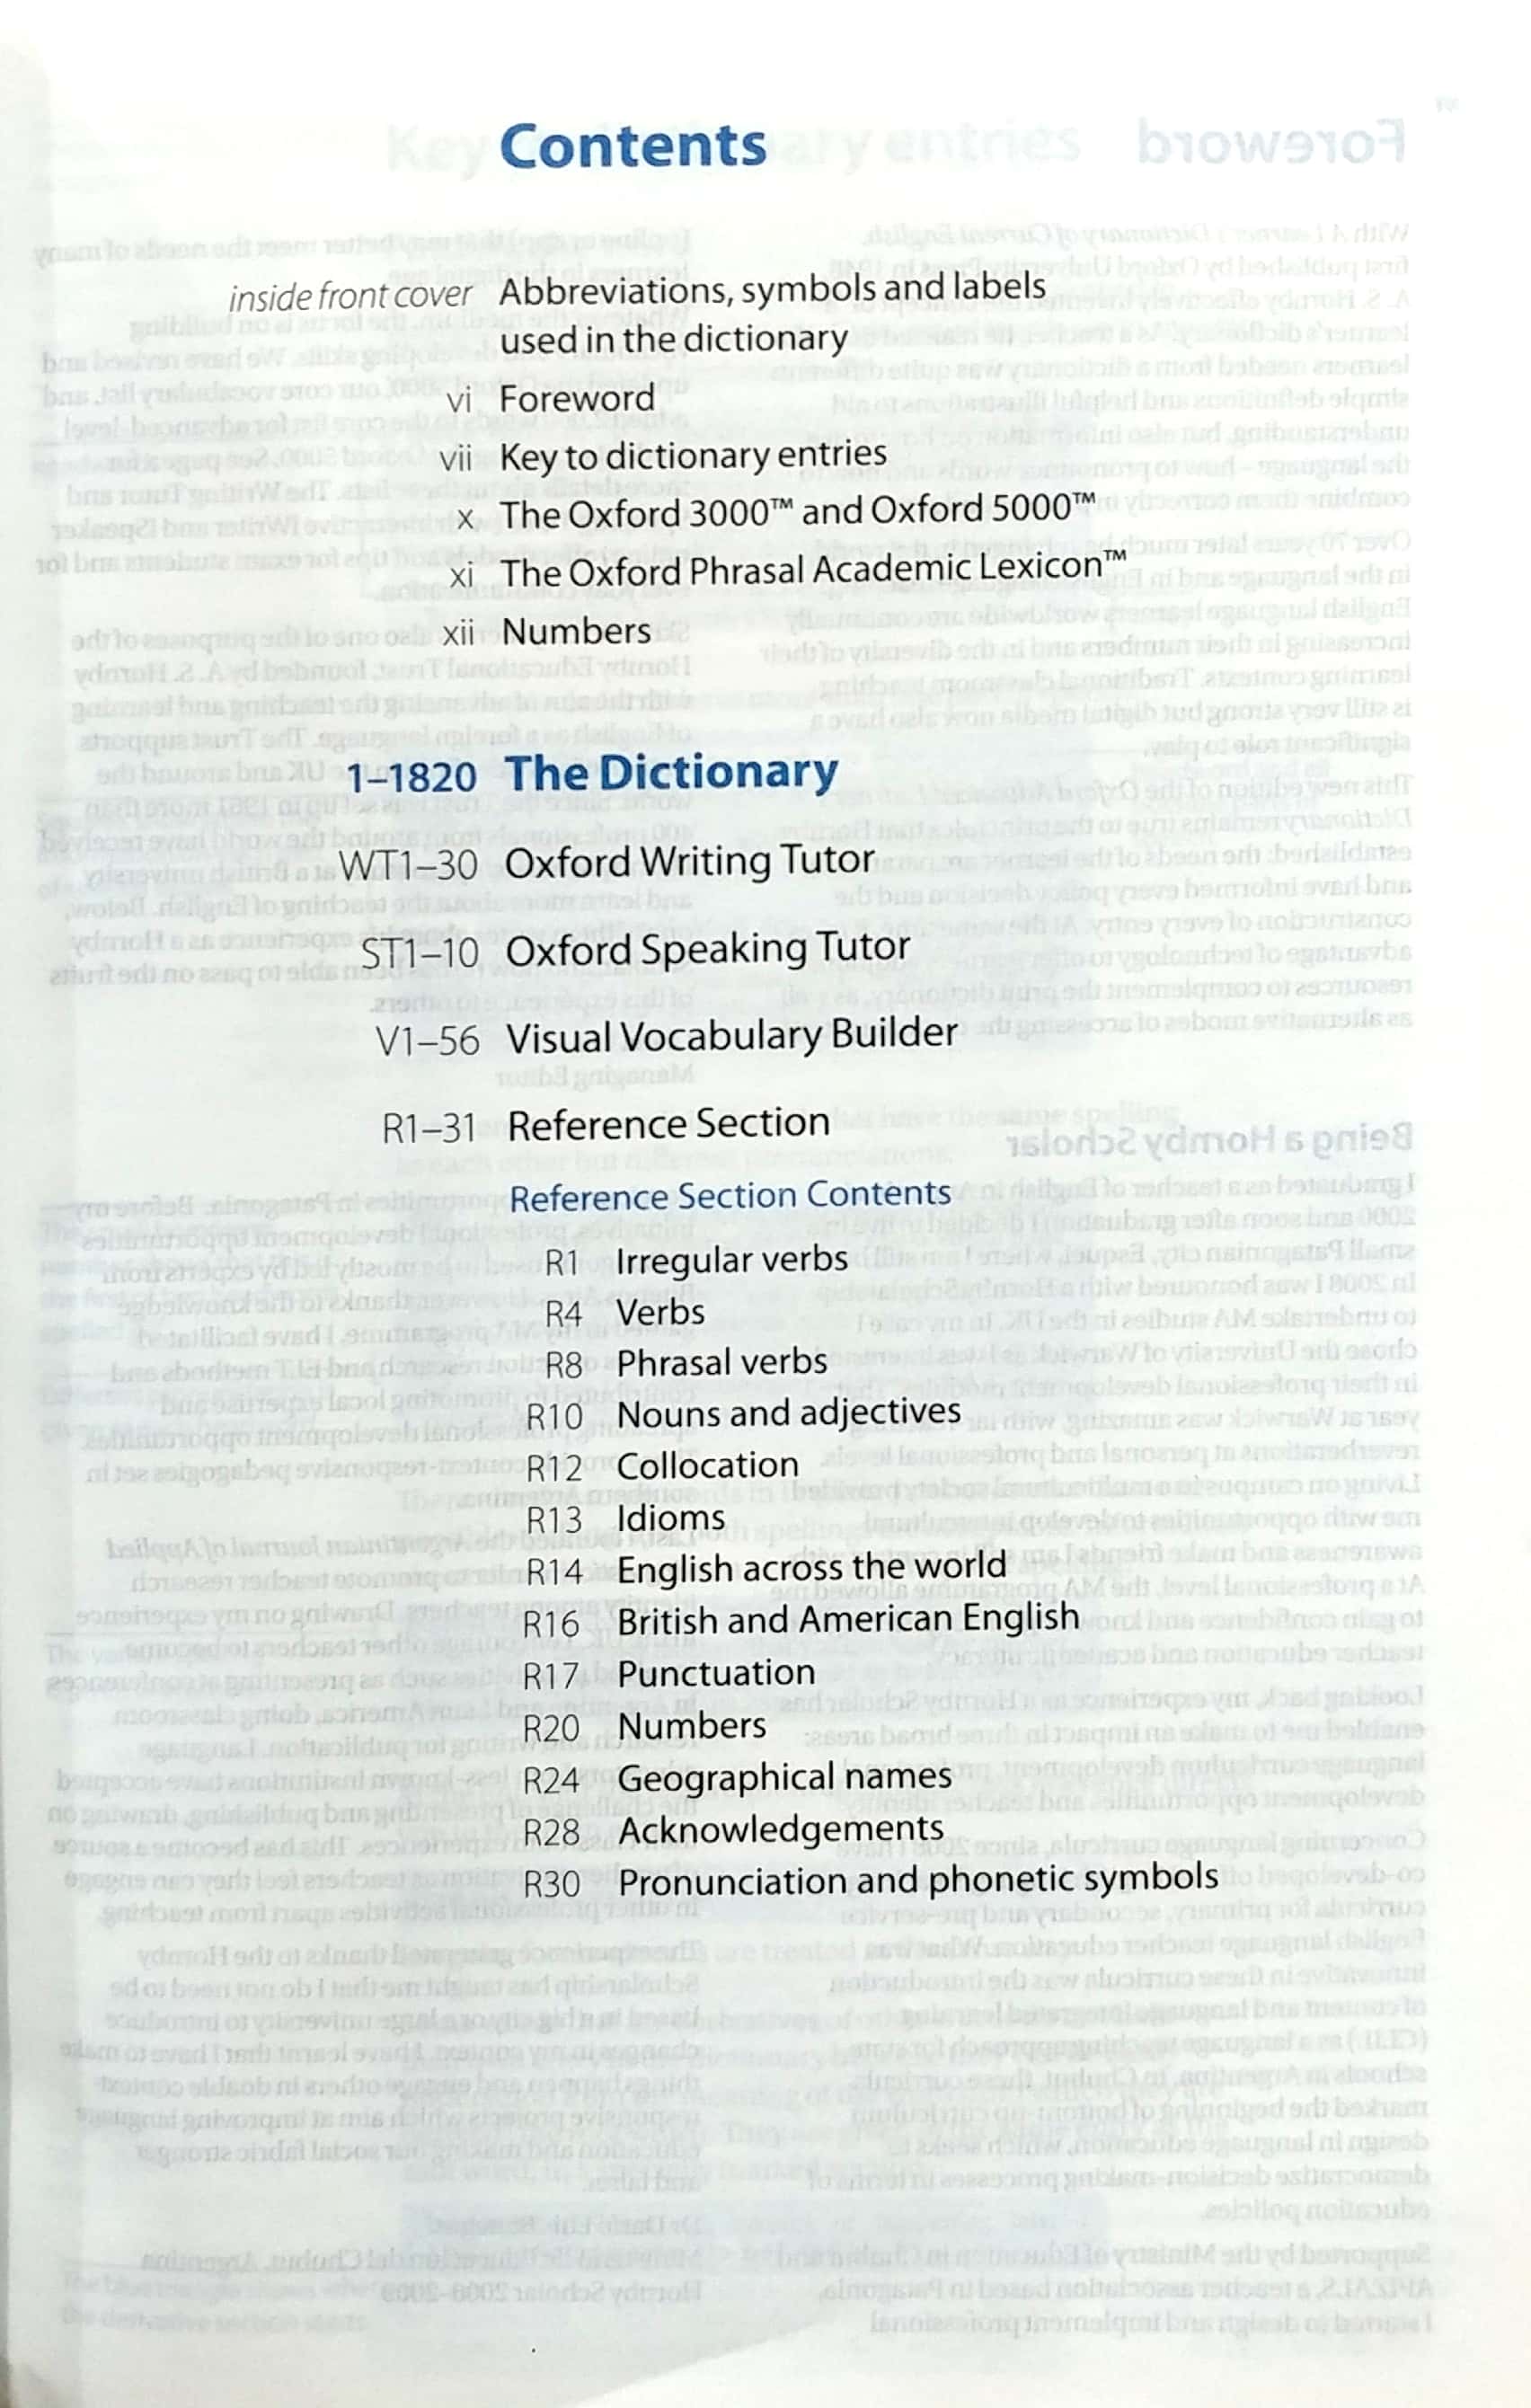 Contents
inside front cover Abbreviations, symbols and labels
used in the dictionary
vi Foreword
vii Key to dictionary entries
x The Oxford 3000™ and Oxford 5000™
xi The Oxford Phrasal Academic Lexicon™
xii Numbers
1–1820 The Dictionary
WT1–30 Oxford Writing Tutor
ST1–10 Oxford Speaking Tutor
V1–56 Visual Vocabulary Builder
R1–31 Reference Section
Reference Section Contents
R1 Irregular verbs
R4 Verbs
R8 Phrasal verbs
R10 Nouns and adjectives
R12 Collocation
R13 Idioms
R14 English across the world
R16 British and American English
R17 Punctuation
R20 Numbers
R24 Geographical names
R28 Acknowledgements
R30 Pronunciation and phonetic symbols